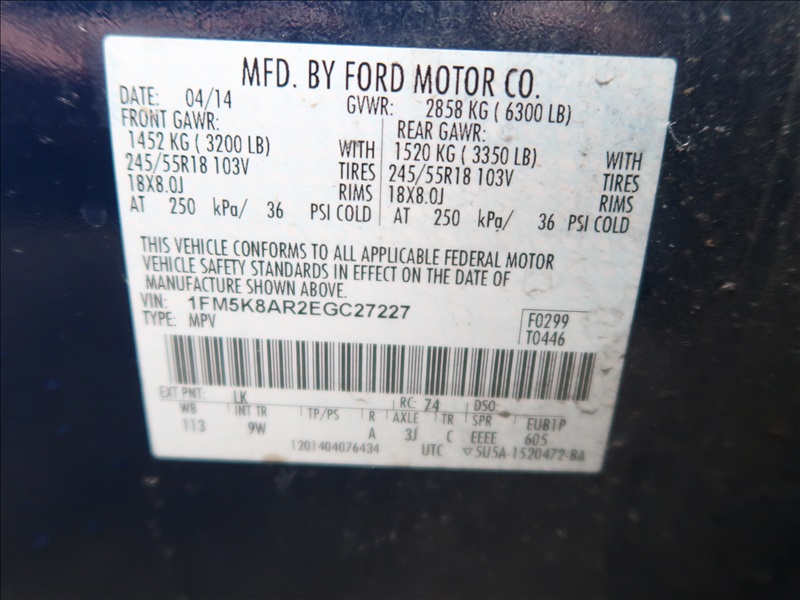 MFD. BY FORD MOTOR CO.
DATE: 04/14 GVWR: 2858 KG ( 6300 LB)
FRONT GAWR: REAR GAWR:
1452 KG ( 3200 LB) WITH 1520 KG ( 3350 LB) WITH
245/55R18 103V TIRES 245/55R18 103V TIRES
18X8.0J RIMS 18X8.0J RIMS
AT 250 kPa/ 36 PSI COLD AT 250 kPa/ 36 PSI COLD
THIS VEHICLE CONFORMS TO ALL APPLICABLE FEDERAL MOTOR
VEHICLE SAFETY STANDARDS IN EFFECT ON THE DATE OF
MANUFACTURE SHOWN ABOVE.
VIN: 1FM5K8AR2EGC27227 F0299
TYPE: MPV T0446
EXT PNT: LK RC: 74 DSO:
WB INT TR TP/PS R AXLE TR SPR EUB1P
113 9W A 3J C EEEE 605
1201404076434 UTC ▽5U5A-1520472-BA